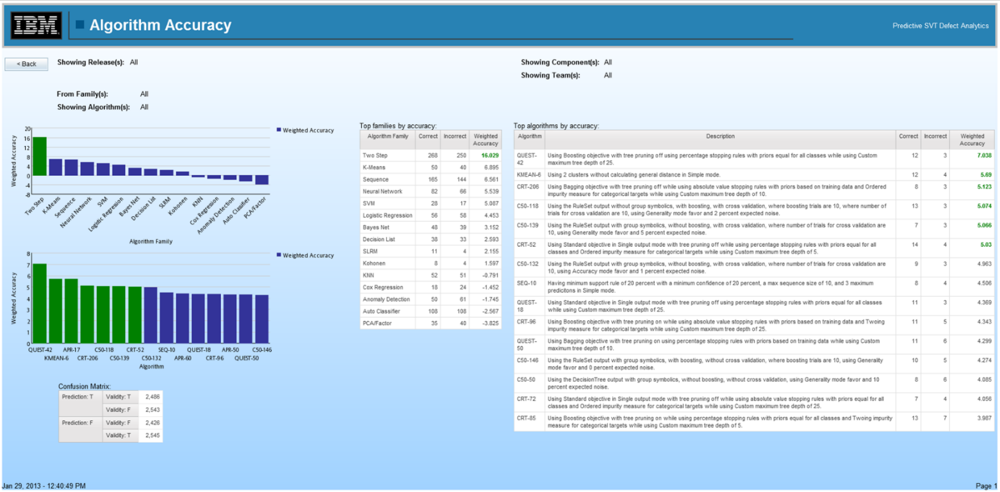 IBM
Algorithm Accuracy
Predictive SVT Defect Analytics
< Back
Showing Release(s): All
Showing Component(s): All
Showing Team(s): All
From Family(s): All
Showing Algorithm(s): All
Weighted Accuracy
20
16
12
8
4
0
-4
-8
Weighted Accuracy
Two Step
K-Means
Sequence
Neural Network
SVM
Logistic Regression
Bayes Net
Decision List
SLRM
Kohonen
KNN
Cox Regression
Anomaly Detection
Auto Classifier
PCA/Factor
Algorithm Family
Weighted Accuracy
8
7
6
5
4
3
2
1
0
Weighted Accuracy
QUEST-42 APR-17 C50-118 CRT-52 SEQ-10 QUEST-18 APR-50 C50-146
KMEAN-6 CRT-206 C50-139 C50-132 APR-60 CRT-96 QUEST-50
Algorithm
Confusion Matrix:
Prediction: T Validity: T 2,486
Validity: F 2,543
Prediction: F Validity: F 2,426
Validity: T 2,545
Top families by accuracy:
Algorithm Family Correct Incorrect Weighted
Accuracy
Two Step 268 250 16.029
K-Means 50 40 6.895
Sequence 165 144 6.561
Neural Network 82 66 5.539
SVM 28 17 5.087
Logistic Regression 56 58 4.453
Bayes Net 48 39 3.152
Decision List 38 33 2.593
SLRM 11 4 2.155
Kohonen 8 4 1.597
KNN 52 51 -0.791
Cox Regression 18 24 -1.452
Anomaly Detection 50 61 -1.745
Auto Classifier 108 108 -2.567
PCA/Factor 35 40 -3.825
Top algorithms by accuracy:
Algorithm Description Correct Incorrect Weighted
Accuracy
QUEST- Using Boosting objective with tree pruning off using percentage stopping rules with priors equal for all classes while using Custom 12 3 7.038
42 maximum tree depth of 25.
KMEAN-6 Using 2 clusters without calculating general distance in Simple mode. 12 4 5.69
CRT-206 Using Bagging objective with tree pruning off while using absolute value stopping rules with priors based on training data and Ordered 8 3 5.123
impurity measure for categorical targets while using Custom maximum tree depth of 10.
C50-118 Using the RuleSet output without group symbolics, with boosting, with cross validation, where boosting trials are 10, where number of 13 3 5.074
trials for cross validation are 10, using Generality mode favor and 2 percent expected noise.
C50-139 Using the RuleSet output with group symbolics, without boosting, with cross validation, where number of trials for cross validation are 7 3 5.066
10, using Generality mode favor and 5 percent expected noise.
CRT-52 Using Standard objective in Single output mode with tree pruning off while using percentage stopping rules with priors equal for all 14 4 5.03
classes and Ordered impurity measure for categorical targets while using Custom maximum tree depth of 5.
C50-132 Using the RuleSet output with group symbolics, without boosting, with cross validation, where number of trials for cross validation are 9 3 4.963
10, using Accuracy mode favor and 1 percent expected noise.
SEQ-10 Having minimum support rule of 20 percent with a minimum confidence of 20 percent, a max sequence size of 10, and 3 maximum 8 4 4.506
predicitons in Simple mode.
QUEST- Using Standard objective in Single output mode with tree pruning off using percentage stopping rules with priors equal for all classes 11 3 4.369
18 while using Custom maximum tree depth of 25.
CRT-96 Using Boosting objective with tree pruning on while using absolute value stopping rules with priors based on training data and Twoing 11 5 4.343
impurity measure for categorical targets while using Custom maximum tree depth of 25.
QUEST- Using Bagging objective with tree pruning on using percentage stopping rules with priors based on training data while using Custom 11 6 4.299
50 maximum tree depth of 10.
C50-146 Using the RuleSet output with group symbolics, with boosting, without cross validation, where boosting trials are 10, using Generality 10 5 4.274
mode favor and 0 percent expected noise.
C50-50 Using the DecisionTree output with group symbolics, without boosting, without cross validation, using Generality mode favor and 10 8 6 4.085
percent expected noise.
CRT-72 Using Standard objective in Single output mode with tree pruning off while using absolute value stopping rules with priors equal for all 7 4 4.056
classes and Ordered impurity measure for categorical targets while using Custom maximum tree depth of 25.
CRT-85 Using Boosting objective with tree pruning on while using percentage stopping rules with priors equal for all classes and Twoing impurity 13 7 3.987
measure for categorical targets while using Custom maximum tree depth of 5.
Jan 29, 2013 - 12:40:49 PM
Page 1